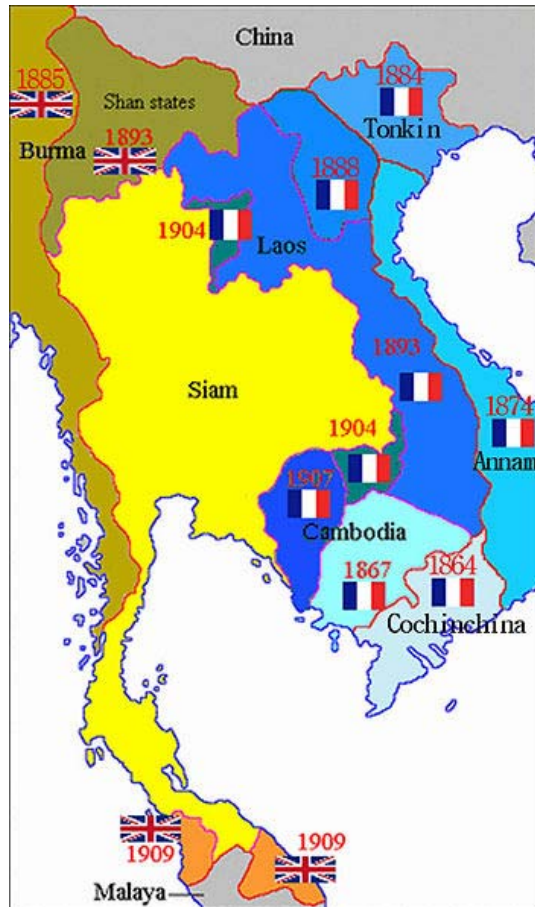 China
1885
1884
Shan states
Tonkin
Burma
1893
1888
1904
Laos
1893
Siam
1904
1874
Annam
1907
Cambodia
1867
1864
Cochinchina
1909
1909
Malaya